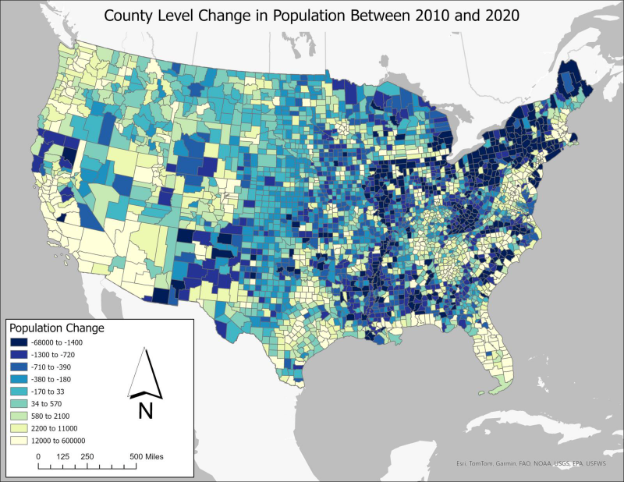 County Level Change in Population Between 2010 and 2020
Population Change
-68000 to -1400
-1300 to -720
-710 to -390
-380 to -180
-170 to 33
34 to 570
580 to 2100
2200 to 11000
12000 to 600000
N
0 125 250 500 Miles
Esri, TomTom, Garmin, FAO, NOAA, USGS, EPA, USFWS